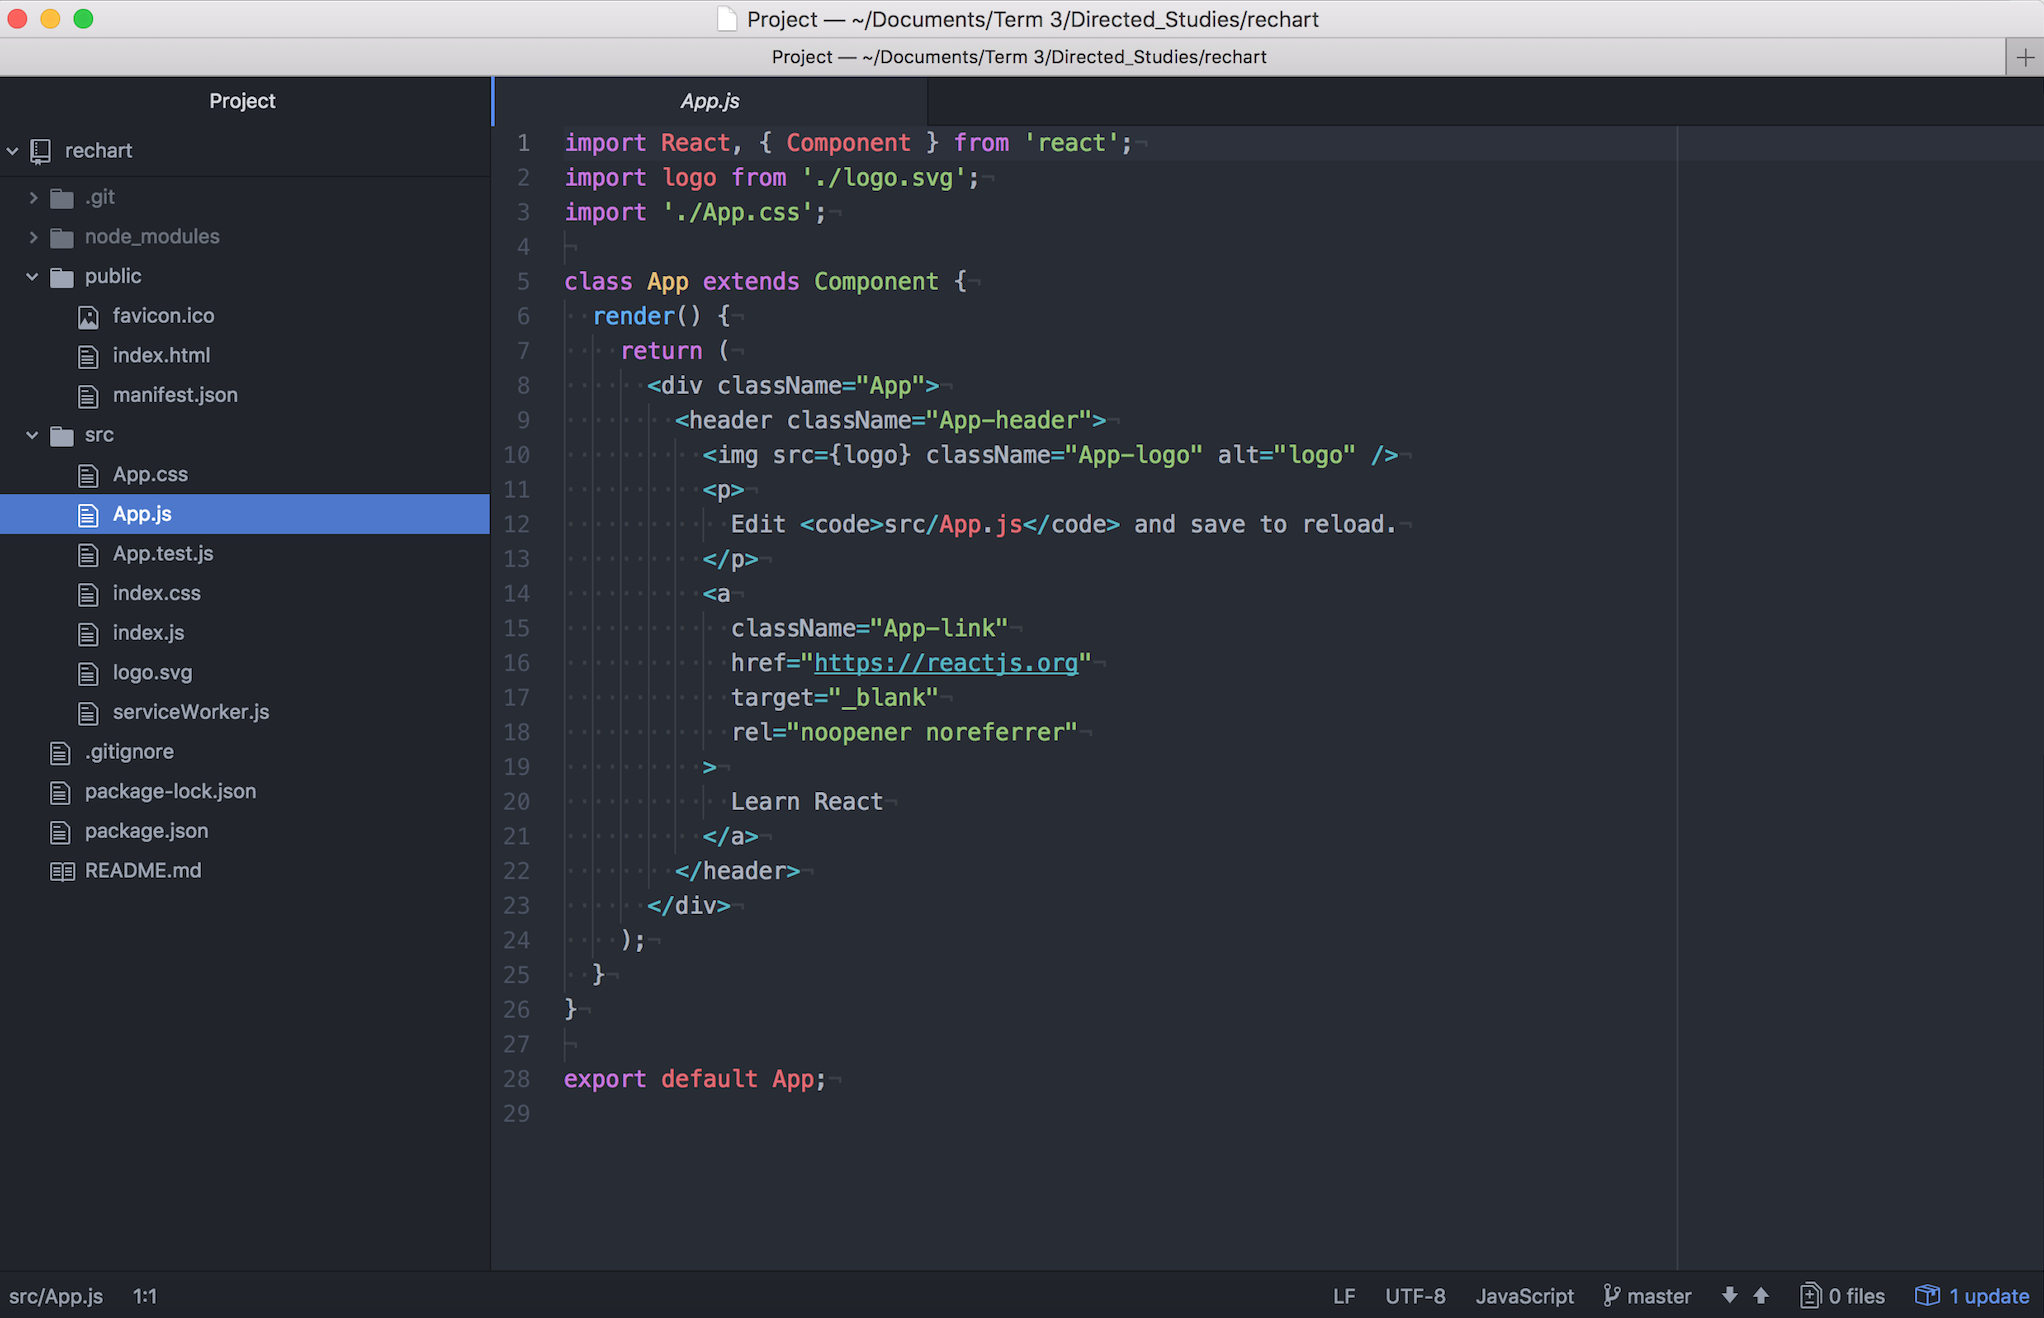 Project — ~/Documents/Term 3/Directed_Studies/rechart
Project — ~/Documents/Term 3/Directed_Studies/rechart
Project
rechart
.git
node_modules
public
favicon.ico
index.html
manifest.json
src
App.css
App.js
App.test.js
index.css
index.js
logo.svg
serviceWorker.js
.gitignore
package-lock.json
package.json
README.md
App.js
1 import React, { Component } from 'react';¬
2 import logo from './logo.svg';¬
3 import './App.css';¬
4 ¬
5 class App extends Component {¬
6 ··render() {¬
7 ····return (¬
8 ······<div className="App">¬
9 ········<header className="App-header">¬
10 ··········<img src={logo} className="App-logo" alt="logo" />¬
11 ··········<p>¬
12 ············Edit <code>src/App.js</code> and save to reload.¬
13 ··········</p>¬
14 ··········<a¬
15 ············className="App-link"¬
16 ············href="https://reactjs.org"¬
17 ············target="_blank"¬
18 ············rel="noopener noreferrer"¬
19 ··········>¬
20 ············Learn React¬
21 ··········</a>¬
22 ········</header>¬
23 ······</div>¬
24 ····);¬
25 ··}¬
26 }¬
27 ¬
28 export default App;¬
29
src/App.js 1:1 LF UTF-8 JavaScript master 0 files 1 update